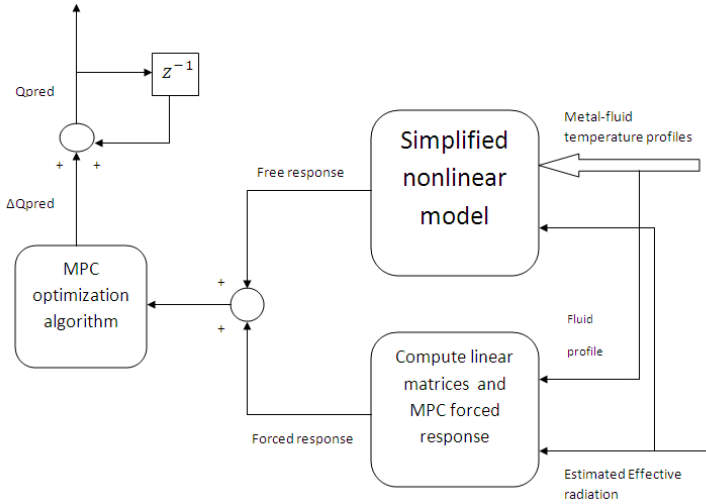 Qpred
z⁻¹
+ +
ΔQpred
MPC
optimization
algorithm
Free response
+
+
Forced response
Simplified
nonlinear
model
Metal-fluid
temperature profiles
Compute linear
matrices and
MPC forced
response
Fluid
profile
Estimated Effective
radiation